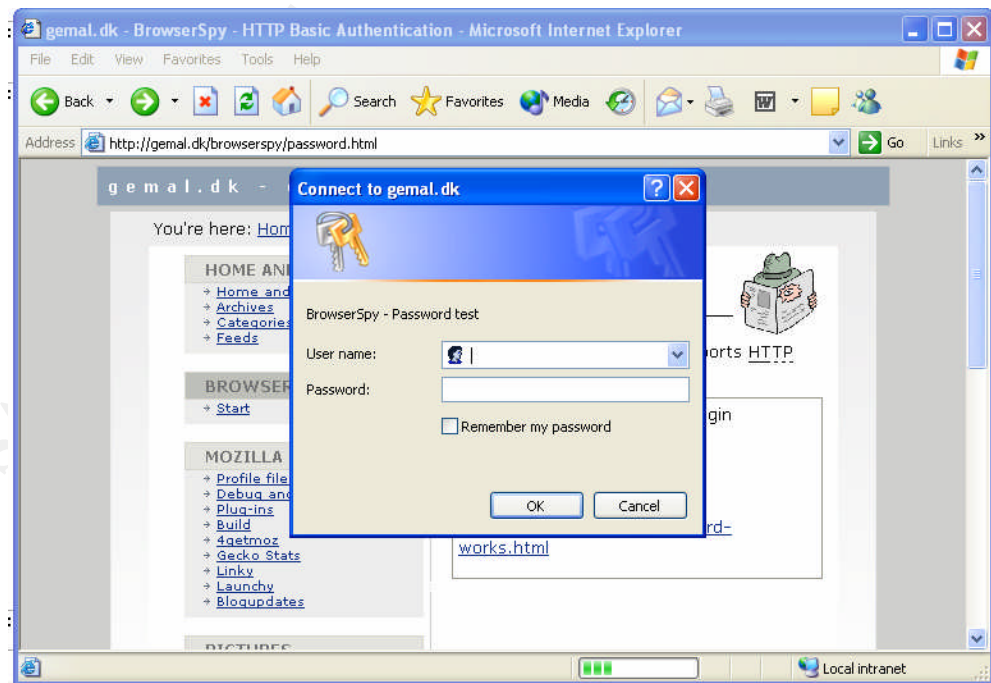 gemal.dk - BrowserSpy - HTTP Basic Authentication - Microsoft Internet Explorer
File Edit View Favorites Tools Help
Back Search Favorites Media
Address http://gemal.dk/browserspy/password.html Go Links »
gemal.dk -
Connect to gemal.dk
You're here: Hom
HOME AN
Home and
Archives
Categories
Feeds
BROWSER
Start
MOZILLA
Profile file
Debug and
Plug-ins
Build
4getmoz
Gecko Stats
Linky
Launchy
Blogupdates
PICTURES
BrowserSpy - Password test
User name:
Password:
Remember my password
OK Cancel
orts HTTP
gin
rd-
works.html
Local intranet